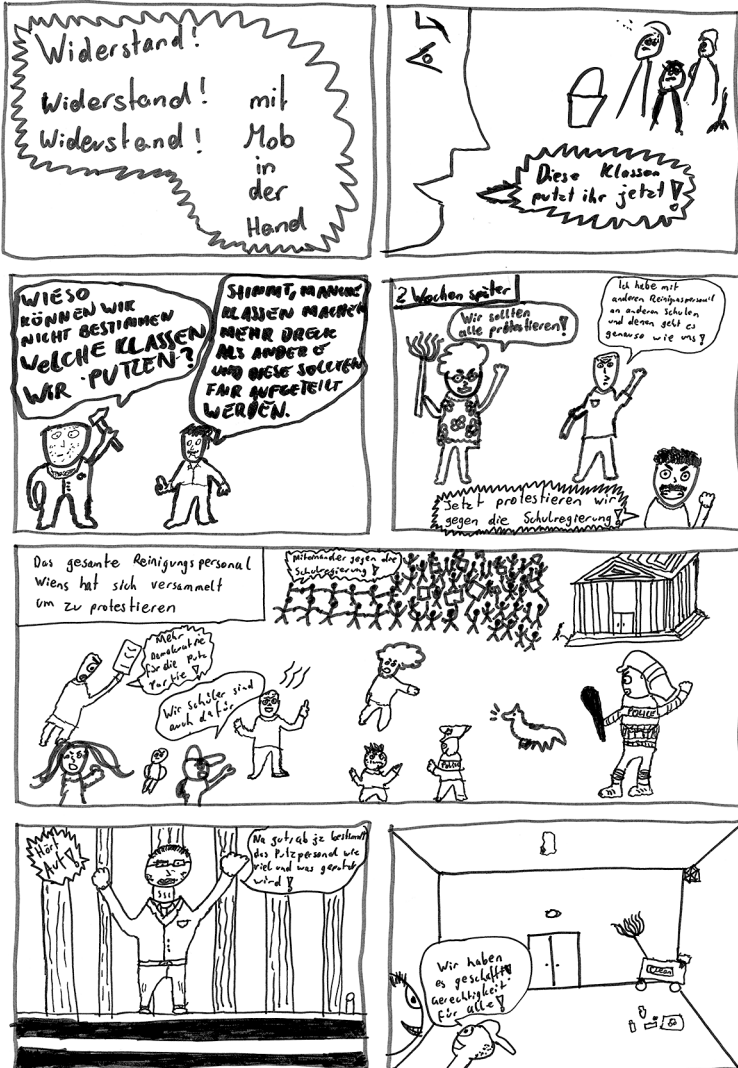 Widerstand!
Widerstand!
Widerstand!
mit
Mob
in
der
Hand
Diese Klassen
putzt ihr jetzt!
WIESO
KÖNNEN WIR
NICHT BESTIMMEN
WELCHE KLASSEN
WIR PUTZEN?
STIMMT, MANCHE
KLASSEN MACHEN
MEHR DRECK
ALS ANDERE
UND DIESE SOLLTEN
FAIR AUFGETEILT
WERDEN.
2 Wochen später
Wir sollten
alle protestieren!
Ich habe mit
anderen Reinigungspersonal
an anderen Schulen
und denen geht es
genauso wie uns!
Jetzt protestieren wir
gegen die Schulregierung!
Das gesamte Reinigungspersonal
Wiens hat sich versammelt
um zu protestieren
Miteinander gegen die
Schulregierung!
Mehr
Demokratie
für die Putz
Partie!
Wir Schüler sind
auch dafür
POLICE
Hört
Auf!
Na gut, ab jz bestimmt
das Putzpersonal wie
viel und was geputzt
wird!
Wir haben
es geschafft!
Gerechtigkeit
für alle!
Clean